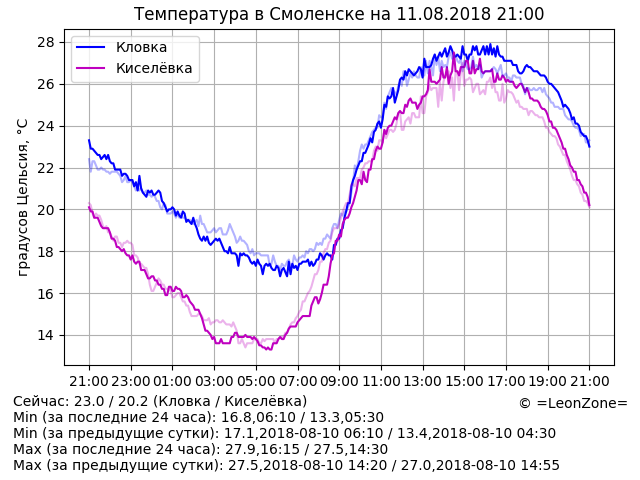 Температура в Смоленске на 11.08.2018 21:00
Кловка
Киселёвка
градусов Цельсия, °C
28
26
24
22
20
18
16
14
21:00 23:00 01:00 03:00 05:00 07:00 09:00 11:00 13:00 15:00 17:00 19:00 21:00
Сейчас: 23.0 / 20.2 (Кловка / Киселёвка)
© =LeonZone=
Min (за последние 24 часа): 16.8,06:10 / 13.3,05:30
Min (за предыдущие сутки): 17.1,2018-08-10 06:10 / 13.4,2018-08-10 04:30
Max (за последние 24 часа): 27.9,16:15 / 27.5,14:30
Max (за предыдущие сутки): 27.5,2018-08-10 14:20 / 27.0,2018-08-10 14:55